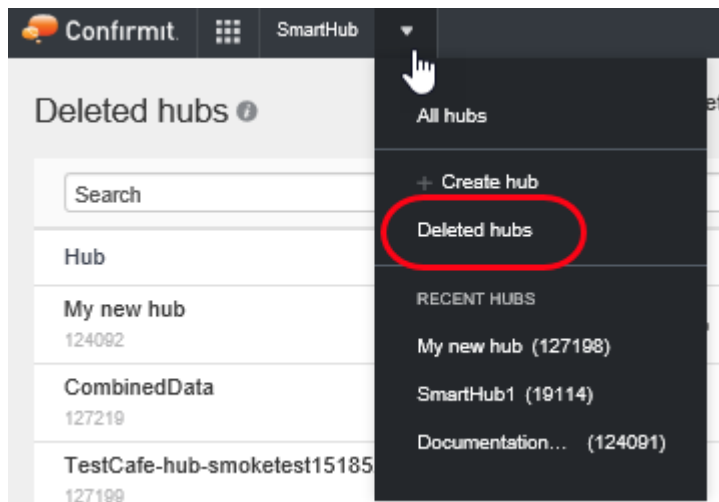 Confirmit.
SmartHub
Deleted hubs
Search
Hub
My new hub
124092
CombinedData
127219
TestCafe-hub-smoketest15185
127199
All hubs
+ Create hub
Deleted hubs
RECENT HUBS
My new hub (127198)
SmartHub1 (19114)
Documentation... (124091)